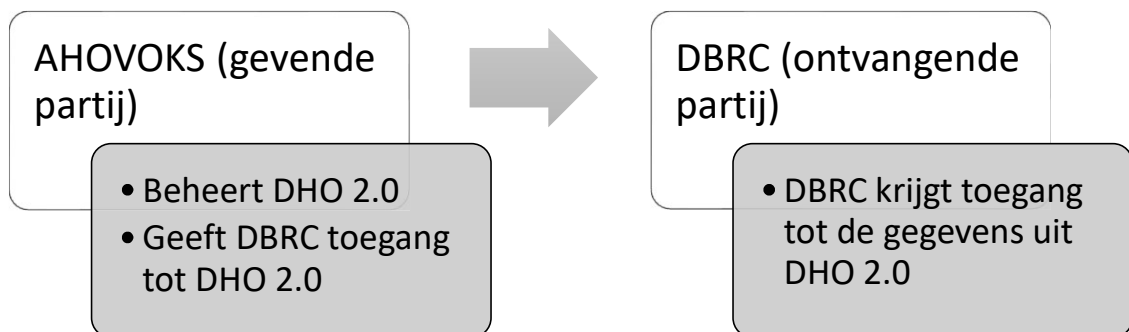 AHOVOKS (gevende
partij)
• Beheert DHO 2.0
• Geeft DBRC toegang
tot DHO 2.0
DBRC (ontvangende
partij)
• DBRC krijgt toegang
tot de gegevens uit
DHO 2.0